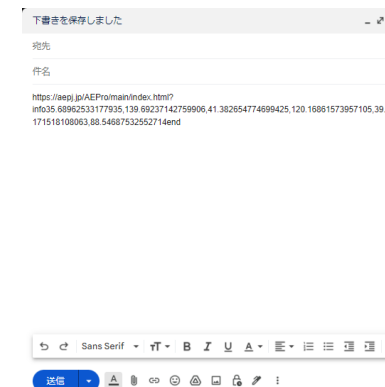 下書きを保存しました
宛先
件名
https://aepj.jp/AEPro/main/index.html?
info35.68962533177935,139.69237142759906,41.382654774699425,120.16861573957105,39.
171518108063,88.54687532552714end
Sans Serif
B I U A
送信
A